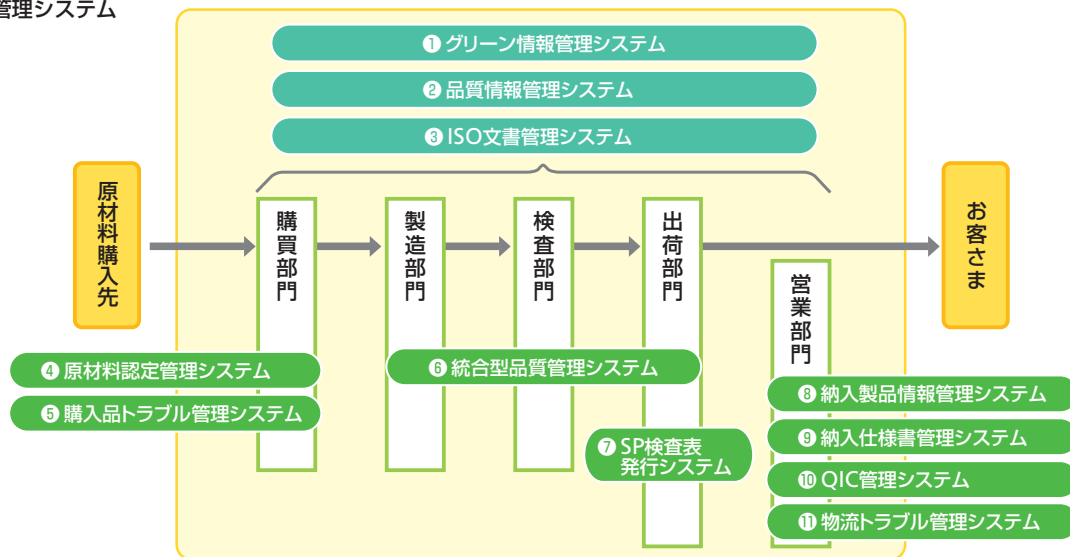 管理システム
❶ グリーン情報管理システム
❷ 品質情報管理システム
❸ ISO文書管理システム
原材料購入先
購買部門
製造部門
検査部門
出荷部門
営業部門
お客さま
❹ 原材料認定管理システム
❺ 購入品トラブル管理システム
❻ 統合型品質管理システム
❼ SP検査表
発行システム
❽ 納入製品情報管理システム
❾ 納入仕様書管理システム
❿ QIC管理システム
⓫ 物流トラブル管理システム